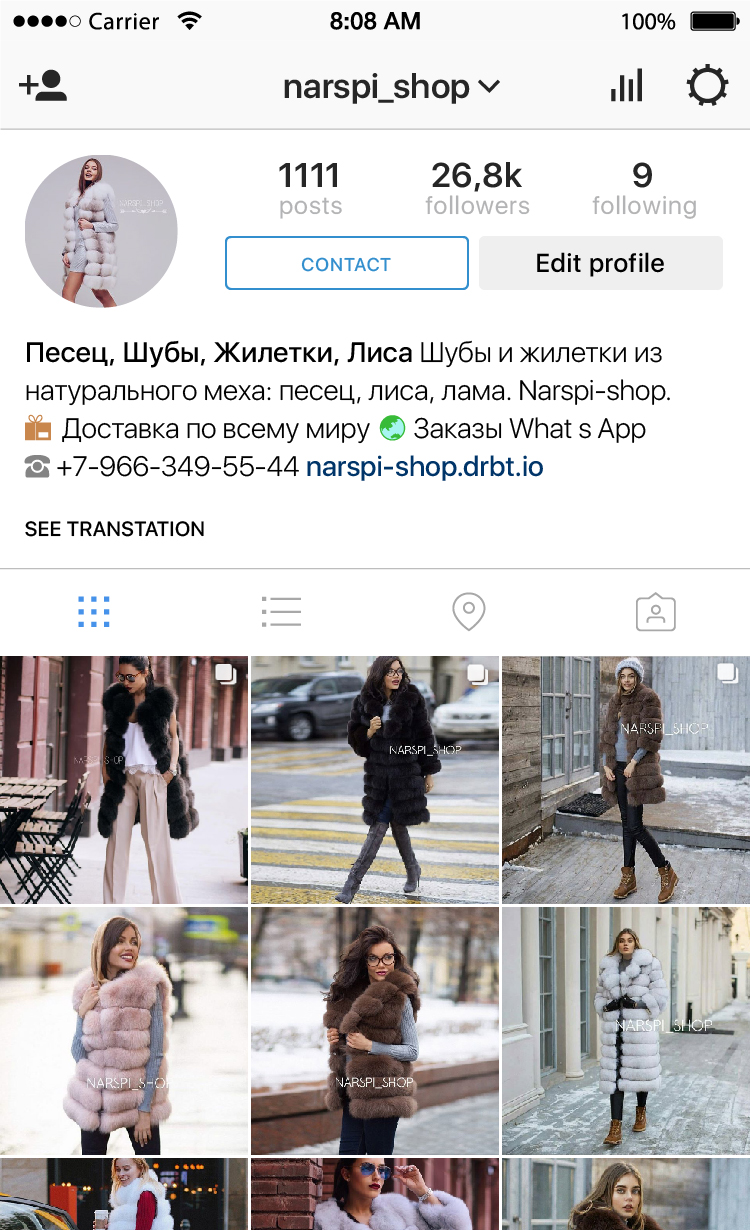 Carrier 8:08 AM 100%
narspi_shop
1111 26,8k 9
posts followers following
NARSPI_SHOP
CONTACT Edit profile
Песец, Шубы, Жилетки, Лиса Шубы и жилетки из
натурального меха: песец, лиса, лама. Narspi-shop.
Доставка по всему миру Заказы What s App
+7-966-349-55-44 narspi-shop.drbt.io
SEE TRANSTATION
NARSPI_SHOP
NARSPI_SHOP
NARSPI_SHOP
NARSPI_SHOP
NARSPI_SHOP
NARSPI_SHOP